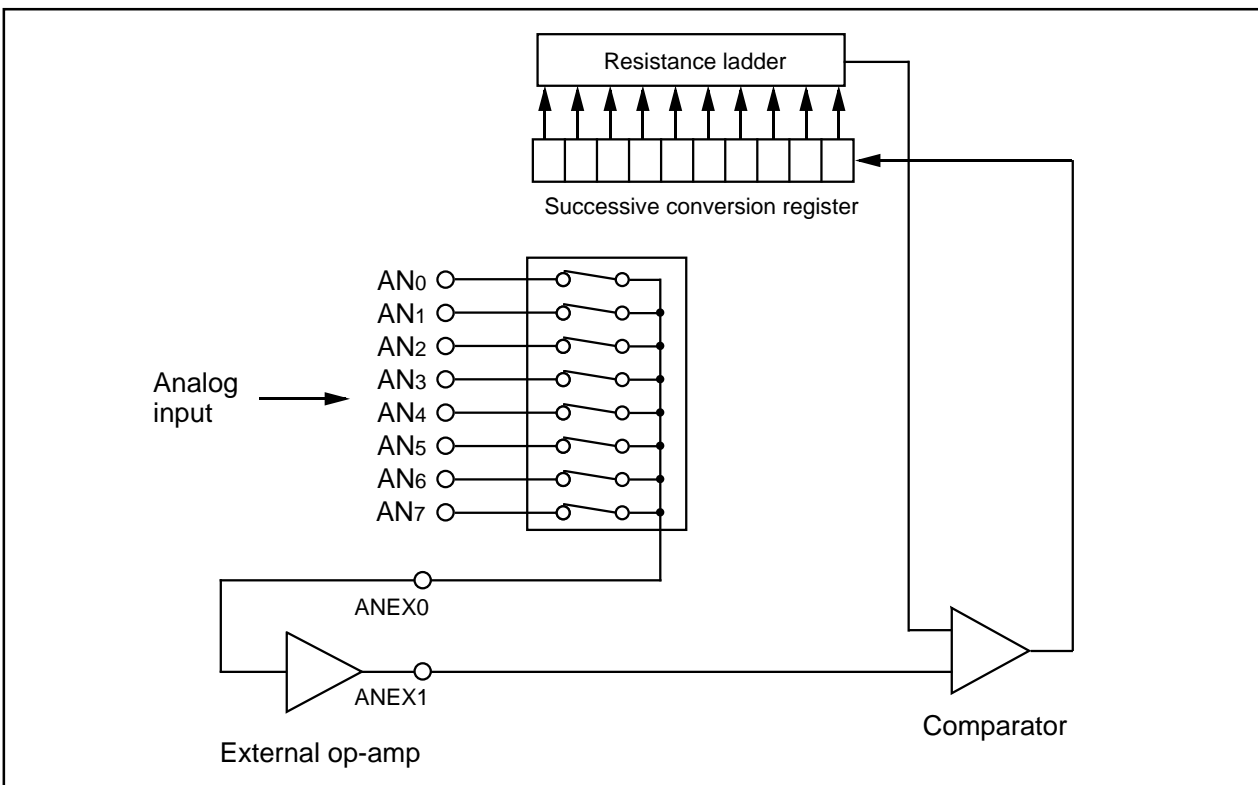 Resistance ladder
Successive conversion register
AN0
AN1
AN2
AN3
AN4
AN5
AN6
AN7
Analog
input
ANEX0
ANEX1
External op-amp
Comparator